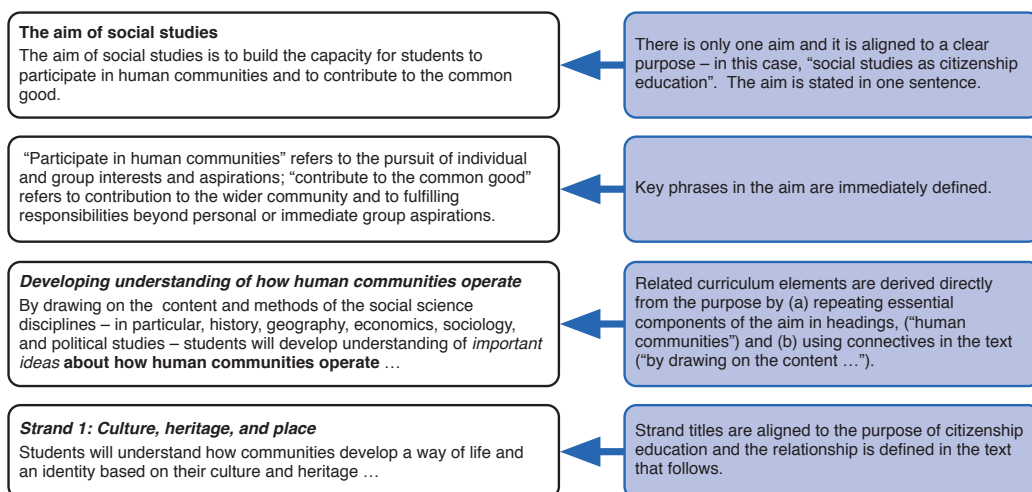 The aim of social studies
The aim of social studies is to build the capacity for students to
participate in human communities and to contribute to the common
good.
There is only one aim and it is aligned to a clear
purpose – in this case, “social studies as citizenship
education”.  The aim is stated in one sentence.
“Participate in human communities” refers to the pursuit of individual
and group interests and aspirations; “contribute to the common good”
refers to contribution to the wider community and to fulfilling
responsibilities beyond personal or immediate group aspirations.
Key phrases in the aim are immediately defined.
Developing understanding of how human communities operate
By drawing on the  content and methods of the social science
disciplines – in particular, history, geography, economics, sociology,
and political studies – students will develop understanding of important
ideas about how human communities operate …
Related curriculum elements are derived directly
from the purpose by (a) repeating essential
components of the aim in headings, (“human
communities”) and (b) using connectives in the text
(“by drawing on the content …”).
Strand 1: Culture, heritage, and place
Students will understand how communities develop a way of life and
an identity based on their culture and heritage …
Strand titles are aligned to the purpose of citizenship
education and the relationship is defined in the text
that follows.